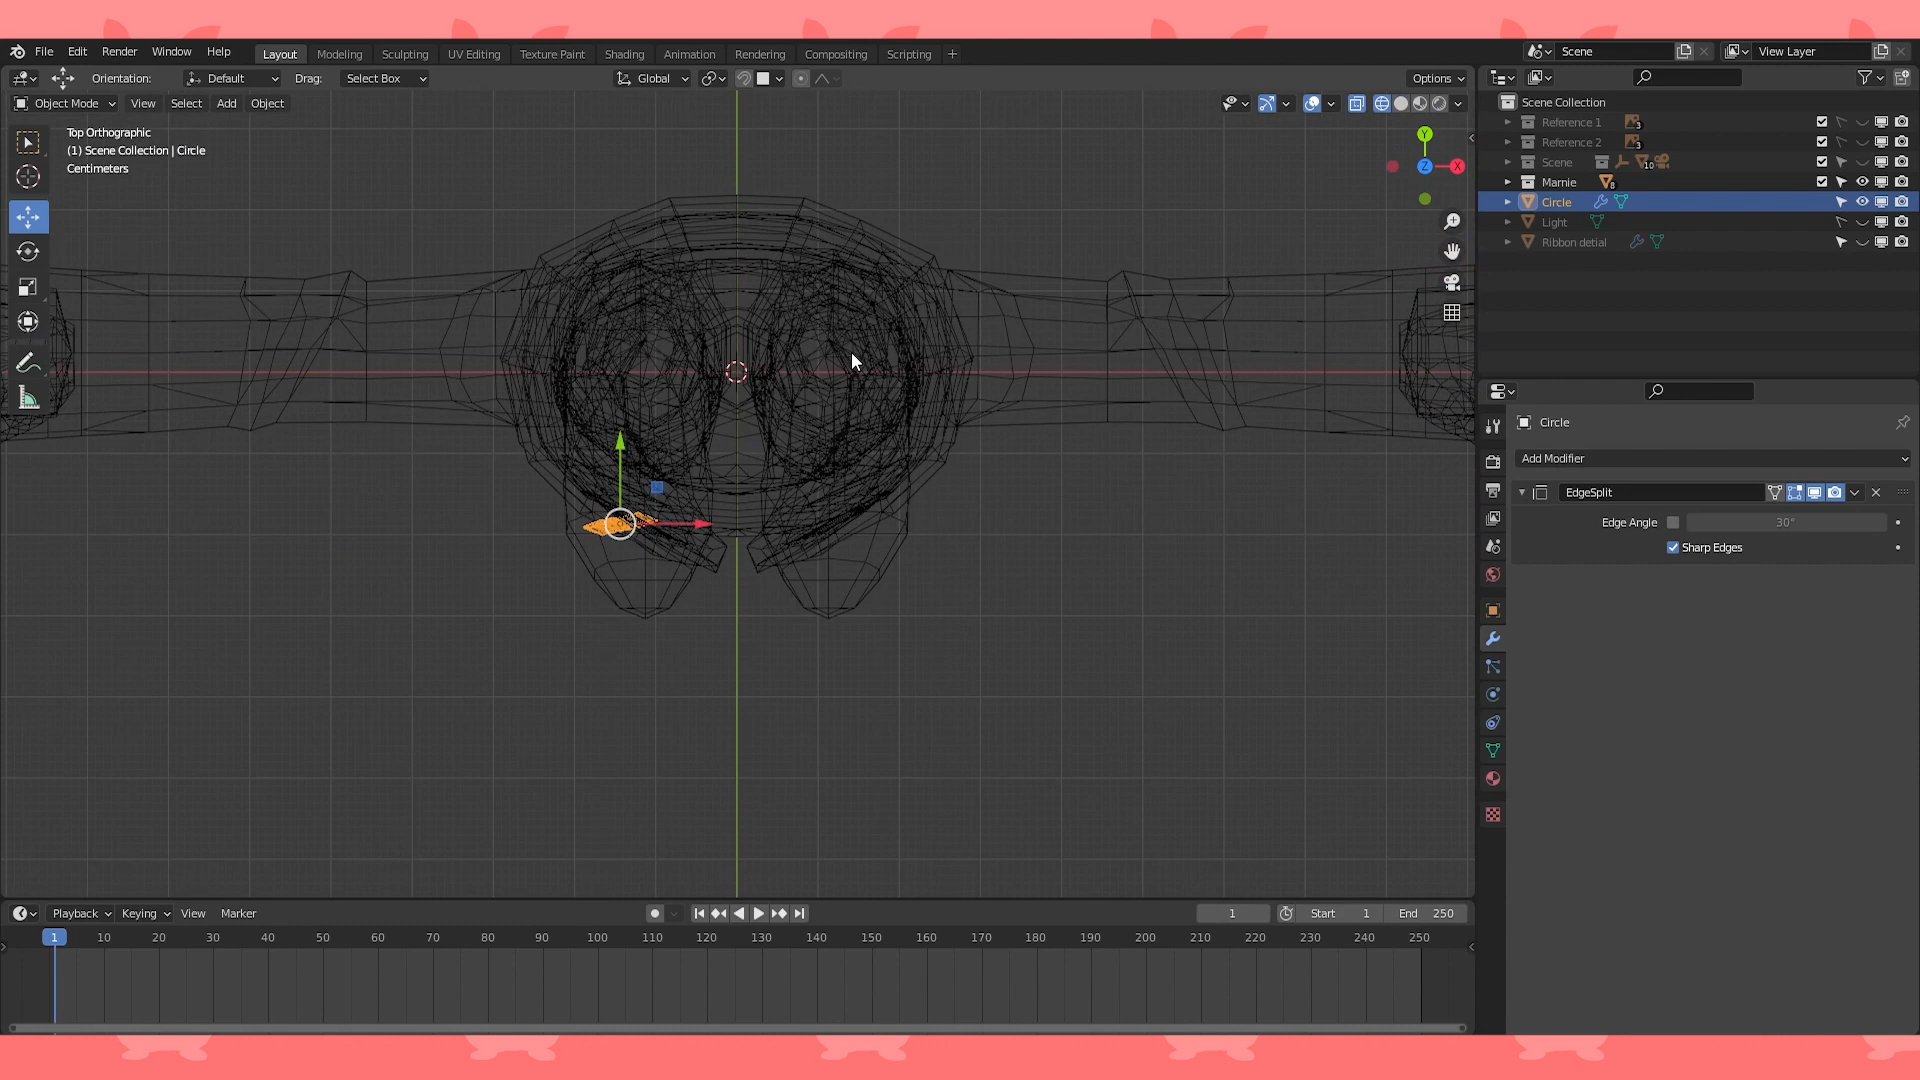 File Edit Render Window Help Layout Modeling Sculpting UV Editing Texture Paint Shading Animation Rendering Compositing Scripting + Scene View Layer
Orientation: Default Drag: Select Box Global Options
Object Mode View Select Add Object
Top Orthographic
(1) Scene Collection | Circle
Centimeters
Y
Z
X
Scene Collection
Reference 1 3
Reference 2 3
Scene 10
Marnie 8
Circle
Light
Ribbon detial
Circle
Add Modifier
EdgeSplit
Edge Angle 30°
Sharp Edges
Playback Keying View Marker 1 Start 1 End 250
1 10 20 30 40 50 60 70 80 90 100 110 120 130 140 150 160 170 180 190 200 210 220 230 240 250